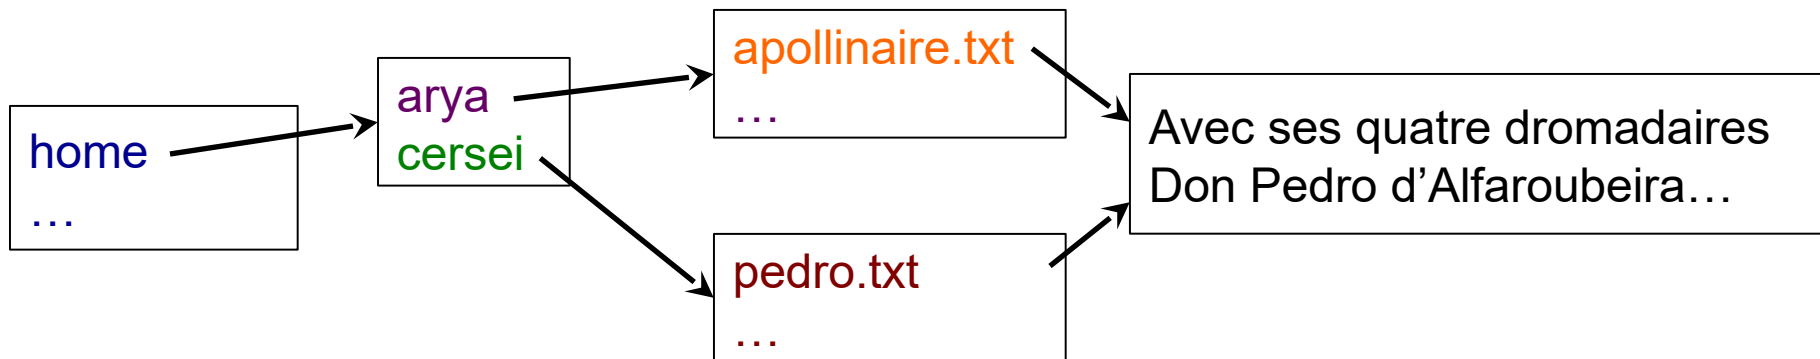 home
…
arya
cersei
apollinaire.txt
…
pedro.txt
…
Avec ses quatre dromadaires
Don Pedro d’Alfaroubeira…